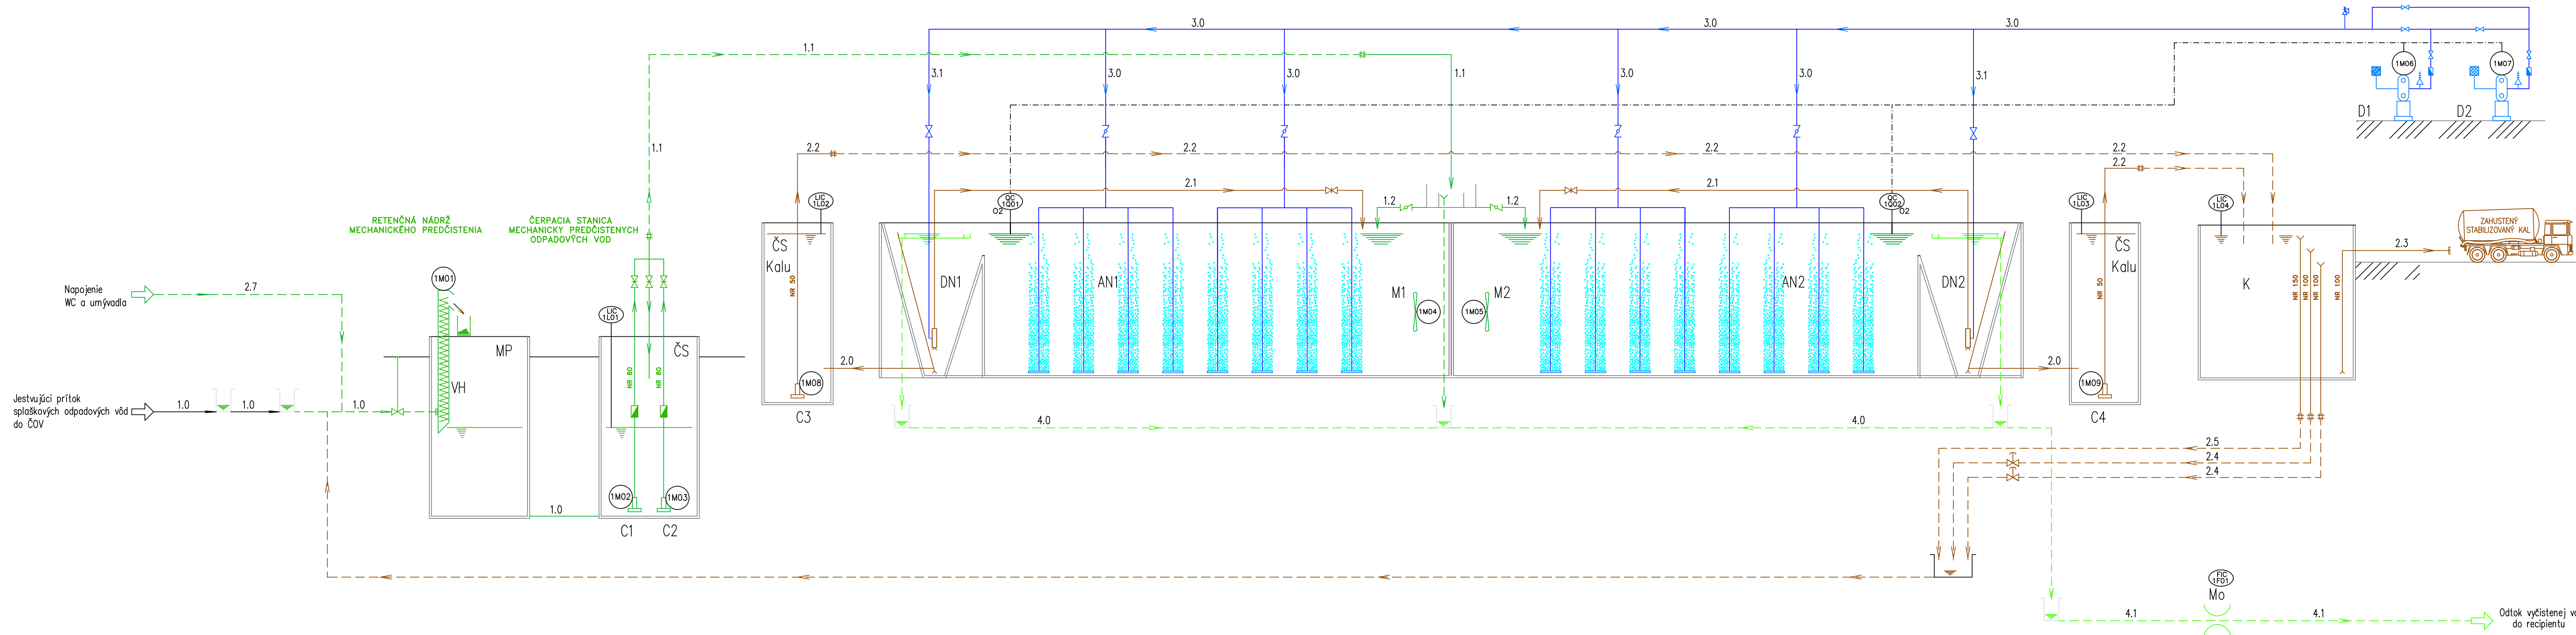 3.0
3.0
3.0
3.0
1.1
3.1
3.0
3.0
1.1
3.0
3.0
3.1
1M06
1M07
D1
D2
1.1
2.2
2.2
2.2
2.2
2.2
2.1
2.1
LIC
1L02
OC
1Q01
O2
1.2
1.2
OC
1Q02
O2
LIC
1L03
LIC
1L04
RETENČNÁ NÁDRŽ
MECHANICKÉHO PREDČISTENIA
ČERPACIA STANICA
MECHANICKY PREDČISTENÝCH
ODPADOVÝCH VOD
ZAHUSTENÝ
STABILIZOVANÝ KAL
ČS
Kalu
ČS
Kalu
2.3
Napojenie
WC a umývadla
2.7
1M01
NR 50
DN1
AN1
M1
M2
AN2
DN2
NR 50
K
NR 150
NR 100
NR 100
NR 100
LIC
1L01
1M04
1M05
MP
ČS
VH
NR 80
NR 80
2.0
2.0
1M08
1M09
C3
C4
Jestvujúci prítok
splaškových odpadových vôd
do ČOV
1.0
1.0
1.0
4.0
4.0
2.5
2.4
2.4
1M02
1M03
1.0
C1
C2
FIC
1F01
Mo
4.1
4.1
Odtok vyčistenej vo
do recipientu